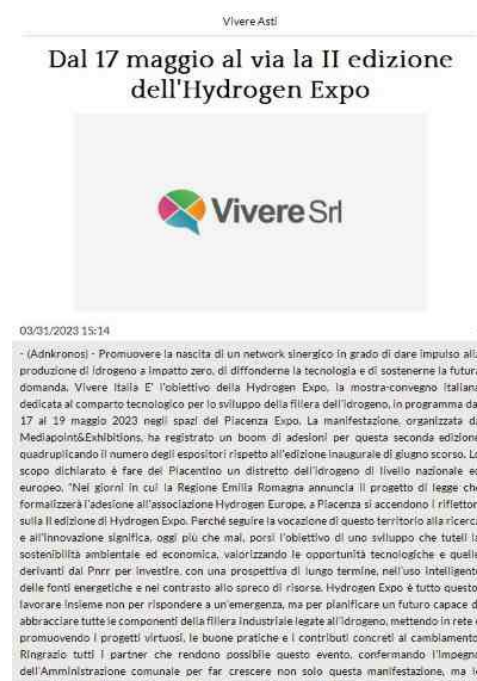 Vivere Asti
Dal 17 maggio al via la II edizione
dell'Hydrogen Expo
Vivere Srl
03/31/2023 15:14
- (Adnkronos) - Promuovere la nascita di un network sinergico in grado di dare impulso alla
produzione di idrogeno a impatto zero, di diffonderne la tecnologia e di sostenerne la futura
domanda. Vivere Italia E' l'obiettivo della Hydrogen Expo, la mostra-convegno italiana
dedicata al comparto tecnologico per lo sviluppo della filiera dell'idrogeno, in programma dal
17 al 19 maggio 2023 negli spazi del Piacenza Expo. La manifestazione, organizzata da
Mediapoint&Exhibitions, ha registrato un boom di adesioni per questa seconda edizione
quadruplicando il numero degli espositori rispetto all'edizione inaugurale di giugno scorso. Lo
scopo dichiarato è fare del Piacentino un distretto dell'idrogeno di livello nazionale ed
europeo. "Nei giorni in cui la Regione Emilia Romagna annuncia il progetto di legge che
formalizzerà l'adesione all'associazione Hydrogen Europe, a Piacenza si accendono i riflettori
sulla II edizione di Hydrogen Expo. Perché seguire la vocazione di questo territorio alla ricerca
e all'innovazione significa, oggi più che mai, porsi l'obiettivo di uno sviluppo che tuteli la
sostenibilità ambientale ed economica, valorizzando le opportunità tecnologiche e quelle
derivanti dal Pnrr per investire, con una prospettiva di lungo termine, nell'uso intelligente
delle fonti energetiche e nel contrasto allo spreco di risorse. Hydrogen Expo è tutto questo:
lavorare insieme non per rispondere a un'emergenza, ma per planificare un futuro capace di
abbracciare tutte le componenti della filiera industriale legate all'idrogeno, mettendo in rete e
promuovendo i progetti virtuosi, le buone pratiche e i contributi concreti al cambiamento.
Ringrazio tutti i partner che rendono possibile questo evento, confermando l'impegno
dell'Amministrazione comunale per far crescere non solo questa manifestazione, ma le